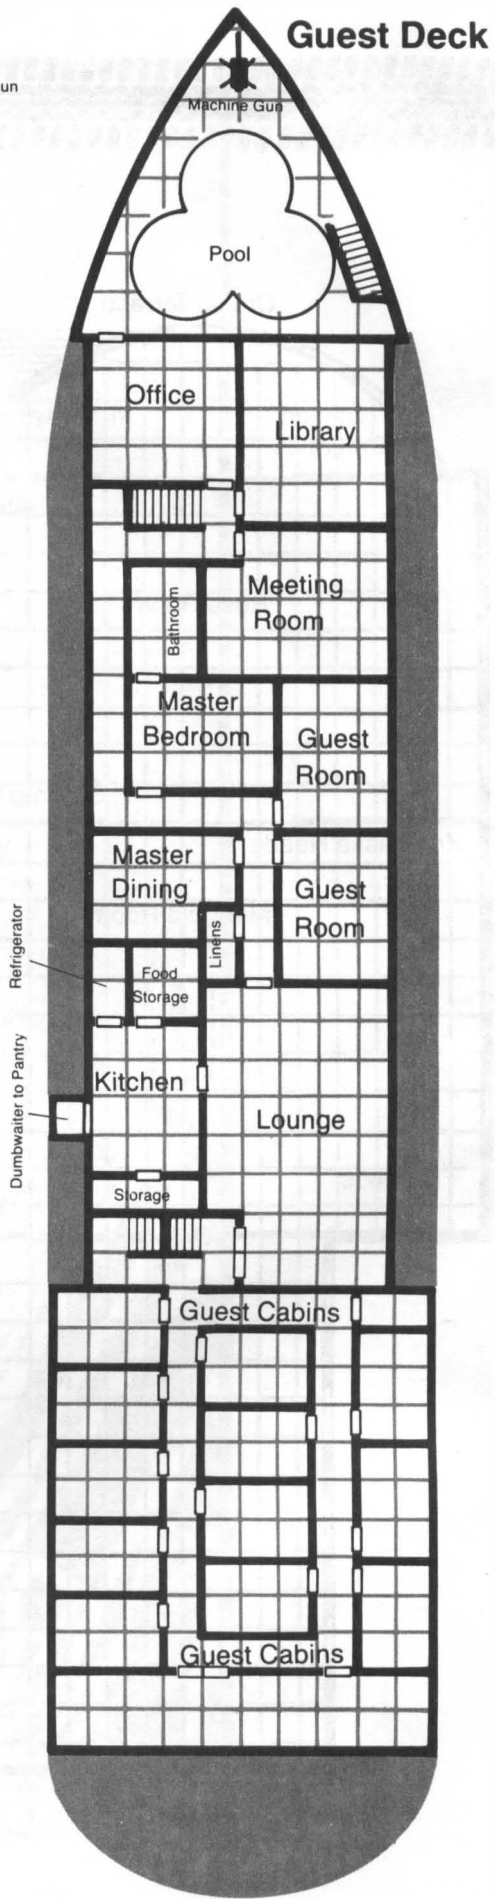 Guest Deck
un
Machine Gun
Pool
Office
Library
Bathroom
Meeting
Room
Master
Bedroom
Guest
Room
Master
Dining
Guest
Room
Linens
Refrigerator
Food
Storage
Kitchen
Dumbwaiter to Pantry
Lounge
Storage
Guest Cabins
Guest Cabins